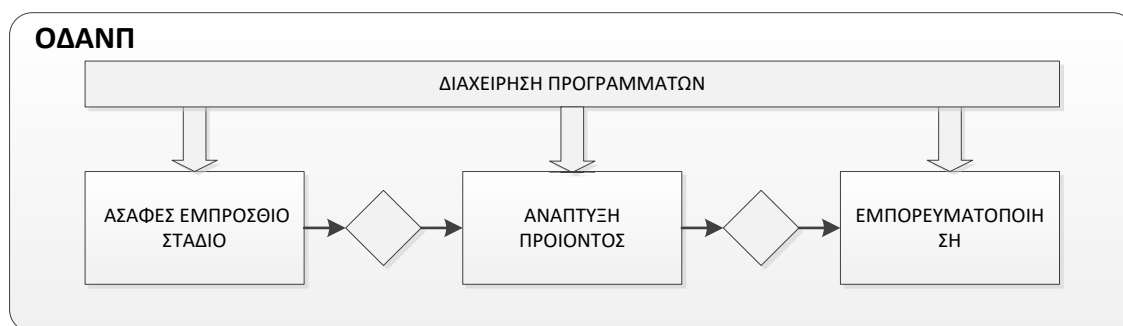 ΟΔΑΝΠ
ΔΙΑΧΕΙΡΗΣΗ ΠΡΟΓΡΑΜΜΑΤΩΝ
ΑΣΑΦΕΣ ΕΜΠΡΟΣΘΙΟ
ΣΤΑΔΙΟ
ΑΝΑΠΤΥΞΗ
ΠΡΟΙΟΝΤΟΣ
ΕΜΠΟΡΕΥΜΑΤΟΠΟΙΗ
ΣΗ